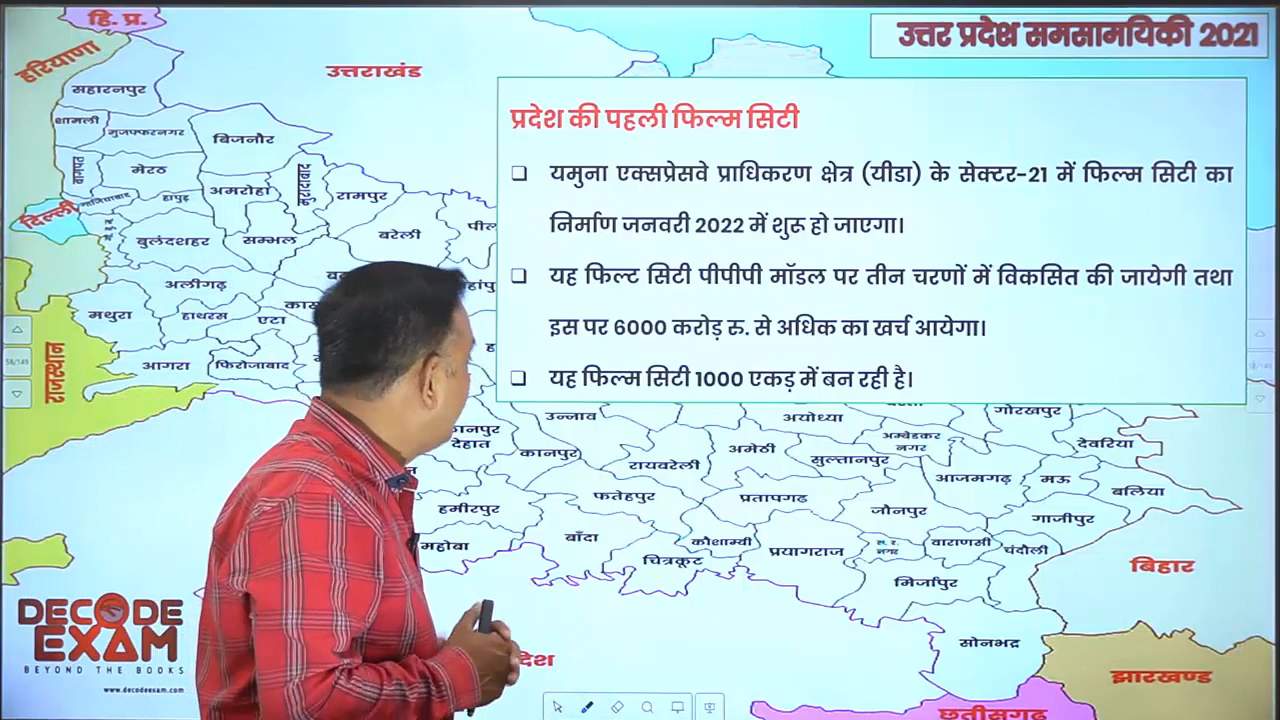 हि. प्र.
उत्तर प्रदेश समसामयिकी 2021
हरियाणा
उत्तराखंड
सहारनपुर
प्रदेश की पहली फिल्म सिटी
शामली
मुजफ्फरनगर
बिजनौर
यमुना एक्सप्रेसवे प्राधिकरण क्षेत्र (यीडा) के सेक्टर-21 में फिल्म सिटी का
निर्माण जनवरी 2022 में शुरू हो जाएगा।
बागपत
मेरठ
मुरादाबाद
अमरोहा
रामपुर
गाजियाबाद
हापुड़
दिल्ली
बुलंदशहर
सम्भल
बरेली
पील
यह फिल्ट सिटी पीपीपी मॉडल पर तीन चरणों में विकसित की जायेगी तथा
इस पर 6000 करोड़ रु. से अधिक का खर्च आयेगा।
अलीगढ़
बद
हांपु
मथुरा
हाथरस
एटा
कास
राजस्थान
आगरा
फिरोजाबाद
यह फिल्म सिटी 1000 एकड़ में बन रही है।
उन्नाव
अयोध्या
गोरखपुर
कानपुर
देहात
कानपुर
रायबरेली
अमेठी
सुल्तानपुर
अम्बेडकर
नगर
देवरिया
आजमगढ़
मऊ
बलिया
हमीरपुर
फतेहपुर
प्रतापगढ़
जौनपुर
गाजीपुर
महोबा
बाँदा
चित्रकूट
कौशाम्बी
प्रयागराज
स. र.
नगर
वाराणसी
चंदौली
मिर्जापुर
बिहार
सोनभद्र
झारखण्ड
छत्तीसगढ़
देश
DECODE
EXAM
BEYOND THE BOOKS
www.decodeexam.com